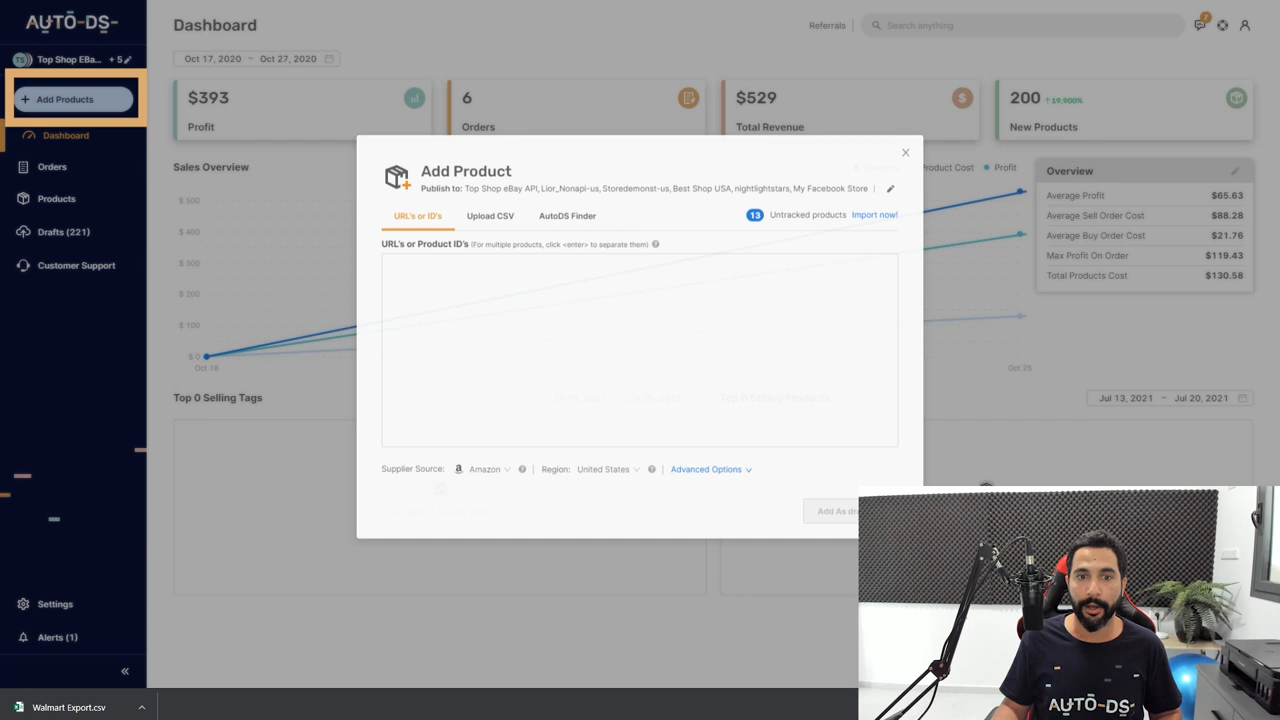 AUTO-DS-
Top Shop EBa... + 5
+ Add Products
Dashboard
Orders
Products
Drafts (221)
Customer Support
Settings
Alerts (1)
«
Dashboard
Referrals
Search anything
7
Oct 17, 2020 ~ Oct 27, 2020
$393
Profit
6
Orders
$529
Total Revenue
200 ↑19,900%
New Products
Sales Overview
Product Cost
Profit
$ 500
$ 400
$ 300
$ 200
$ 100
$ 0
Oct 18
Oct 25
Overview
Average Profit $65.63
Average Sell Order Cost $88.28
Average Buy Order Cost $21.76
Max Profit On Order $119.43
Total Products Cost $130.58
Top 0 Selling Tags
Top 0 Selling Products
Jul 13, 2021 ~ Jul 20, 2021
Add Product
Publish to: Top Shop eBay API, Lior_Nonapi-us, Storedemonst-us, Best Shop USA, nightlightstars, My Facebook Store
URL's or ID's
Upload CSV
AutoDS Finder
13 Untracked products Import now!
URL's or Product ID's (For multiple products, click <enter> to separate them)
Supplier Source: Amazon
Region: United States
Advanced Options
Add As
Walmart Export.csv
AUTO-DS-